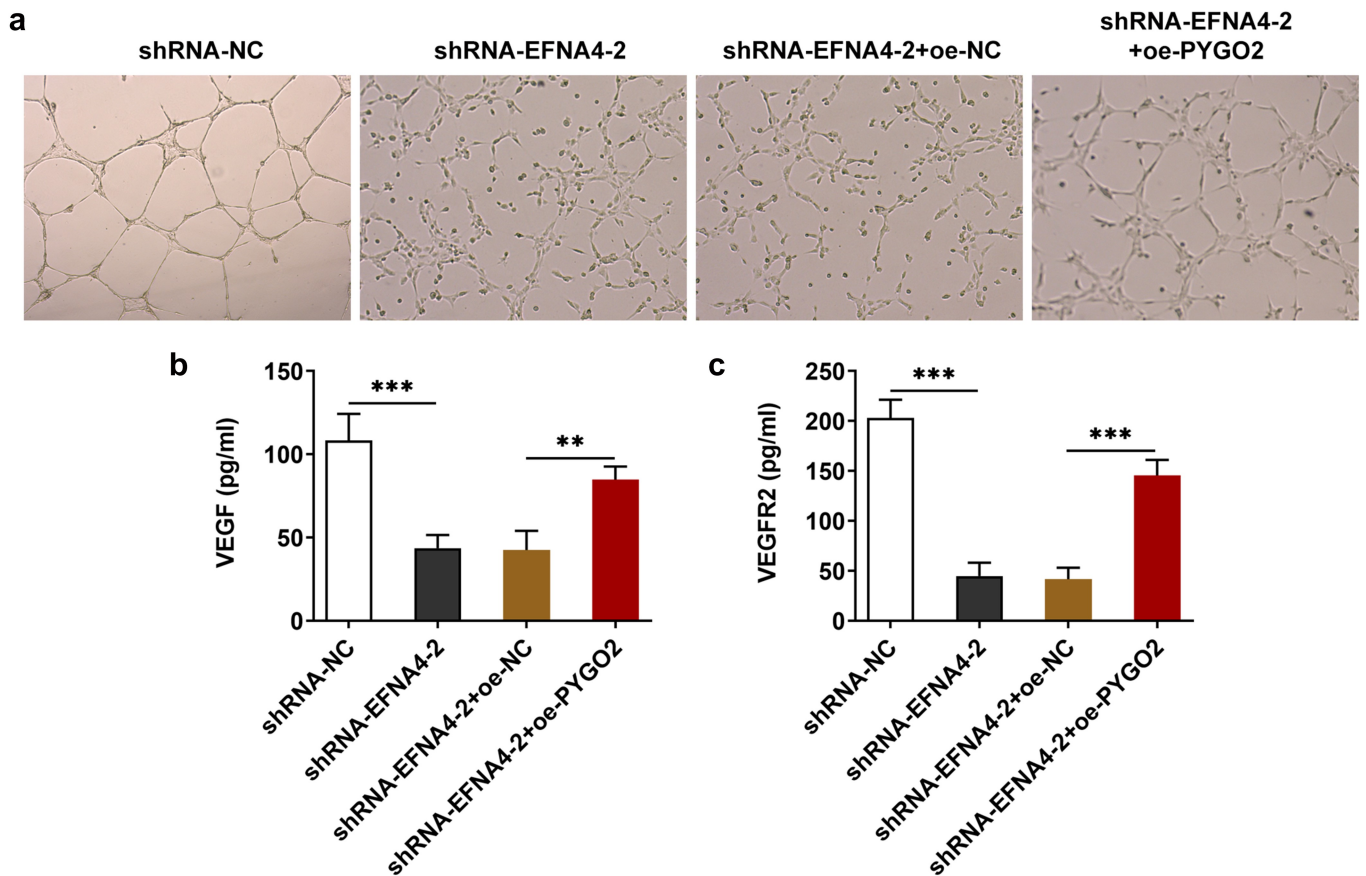 a
shRNA-NC
shRNA-EFNA4-2
shRNA-EFNA4-2+oe-NC
shRNA-EFNA4-2
+oe-PYGO2
b
VEGF (pg/ml)
150
100
50
0
***
**
shRNA-NC
shRNA-EFNA4-2
shRNA-EFNA4-2+oe-NC
shRNA-EFNA4-2+oe-PYGO2
c
VEGFR2 (pg/ml)
250
200
150
100
50
0
***
***
shRNA-NC
shRNA-EFNA4-2
shRNA-EFNA4-2+oe-NC
shRNA-EFNA4-2+oe-PYGO2